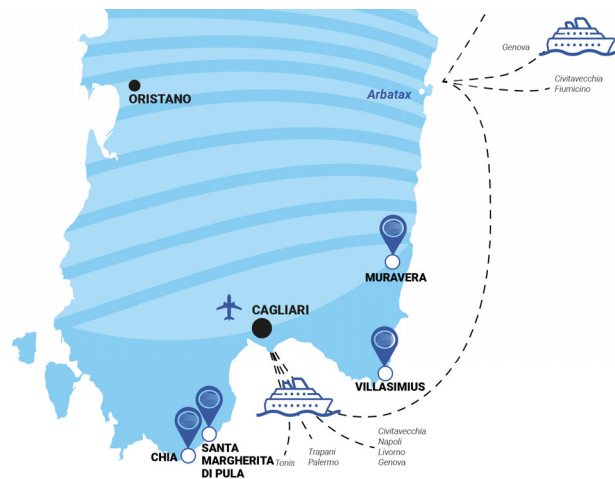 Genova
Civitavecchia
Fiumicino
Arbatax
ORISTANO
MURAVERA
CAGLIARI
VILLASIMIUS
CHIA
SANTA
MARGHERITA
DI PULA
Tonis
Trapani
Palermo
Civitavecchia
Napoli
Livorno
Genova